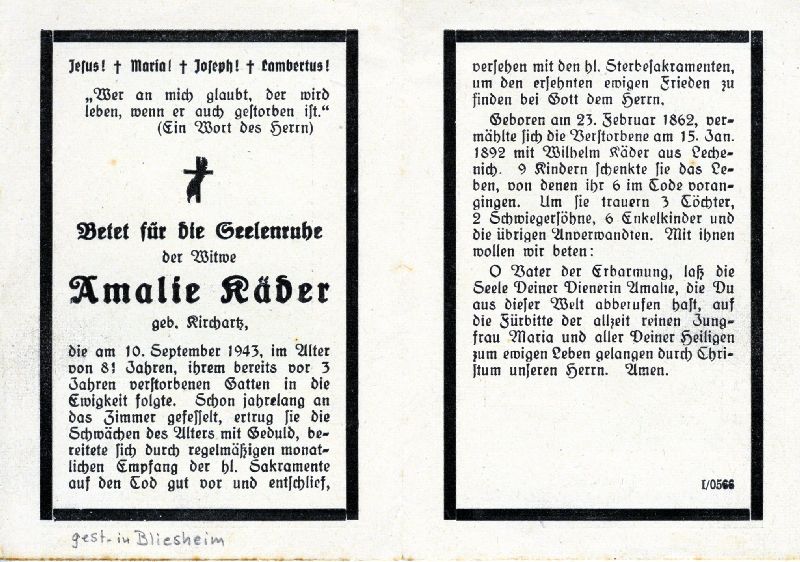 Jesus! † Maria! † Joseph! † Lambertus!
„Wer an mich glaubt, der wird
leben, wenn er auch gestorben ist.“
(Ein Wort des Herrn)
Betet für die Seelenruhe
der Witwe
Amalie Käder
geb. Kirchartz,
die am 10. September 1943, im Alter
von 81 Jahren, ihrem bereits vor 3
Jahren verstorbenen Gatten in die
Ewigkeit folgte. Schon jahrelang an
das Zimmer gefesselt, ertrug sie die
Schwächen des Alters mit Geduld, be-
reitete sich durch regelmäßigen monat-
lichen Empfang der hl. Sakramente
auf den Tod gut vor und entschlief,
gest. in Bliesheim
versehen mit den hl. Sterbesakramenten,
um den ersehnten ewigen Frieden zu
finden bei Gott dem Herrn.
Geboren am 23. Februar 1862, ver-
mählte sich die Verstorbene am 15. Jan.
1892 mit Wilhelm Käder aus Leche-
nich. 9 Kindern schenkte sie das Le-
ben, von denen ihr 6 im Tode voran-
gingen. Um sie trauern 3 Töchter,
2 Schwiegersöhne, 6 Enkelkinder und
die übrigen Anverwandten. Mit ihnen
wollen wir beten:
O Vater der Erbarmung, laß die
Seele Deiner Dienerin Amalie, die Du
aus dieser Welt abberufen hast, auf
die Fürbitte der allzeit reinen Jung-
frau Maria und aller Deiner Heiligen
zum ewigen Leben gelangen durch Chri-
stum unseren Herrn. Amen.
I/0566